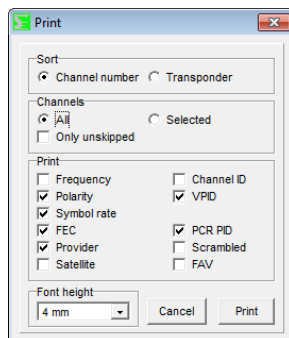 Print
Sort
Channel number Transponder
Channels
All Selected
Only unskipped
Print
Frequency Channel ID
Polarity VPID
Symbol rate
FEC PCR PID
Provider Scrambled
Satellite FAV
Font height
4 mm Cancel Print